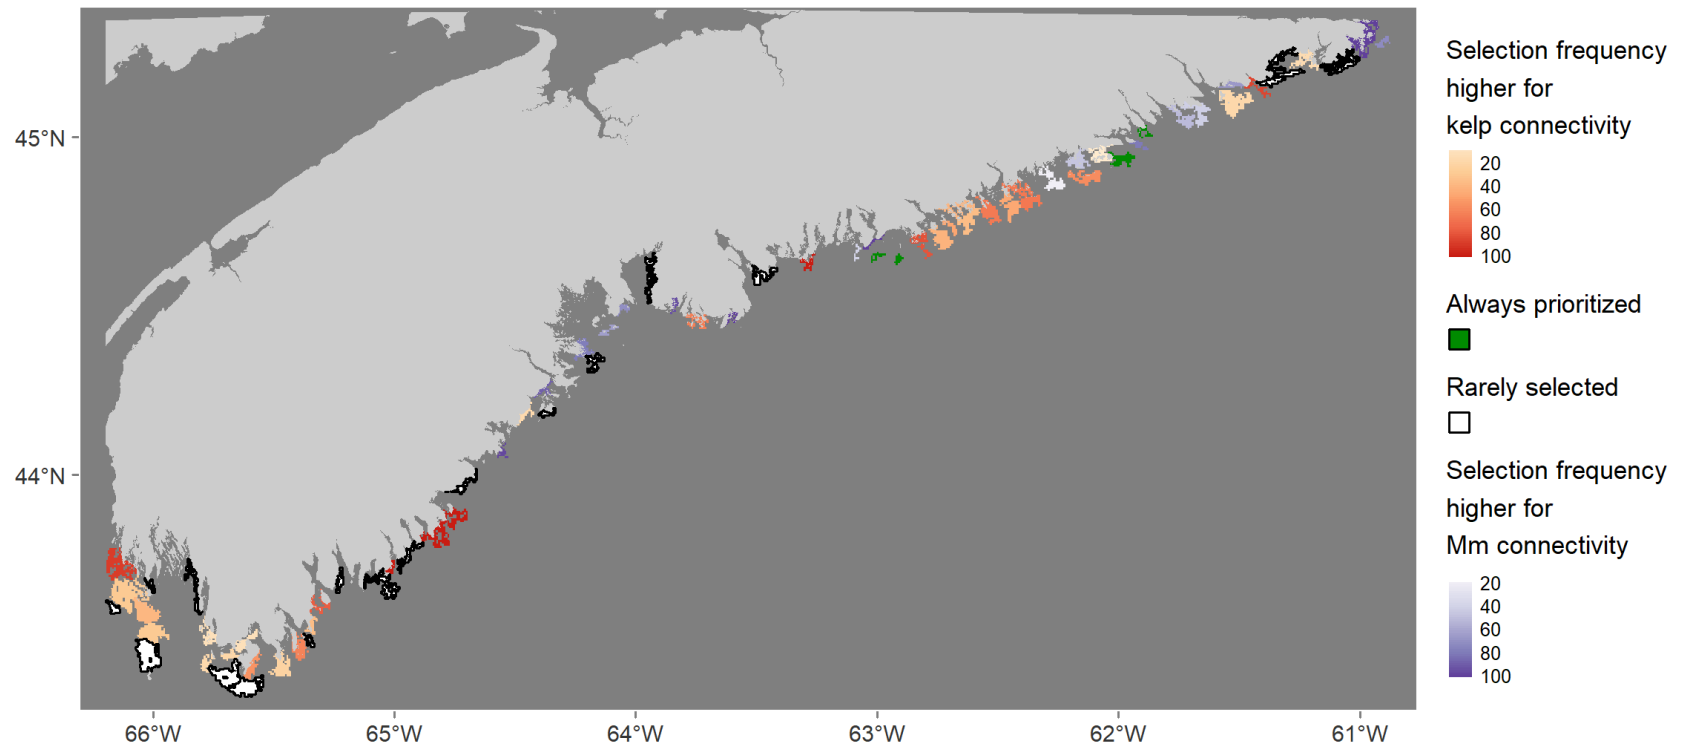 45°N
44°N
66°W
65°W
64°W
63°W
62°W
61°W
Selection frequency
higher for
kelp connectivity
20
40
60
80
100
Always prioritized
Rarely selected
Selection frequency
higher for
Mm connectivity
20
40
60
80
100